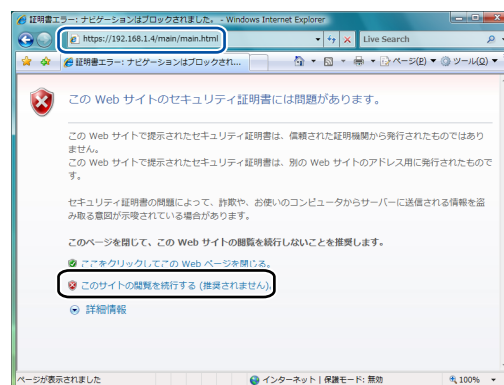 証明書エラー: ナビゲーションはブロックされました。 - Windows Internet Explorer
https://192.168.1.4/main/main.html
Live Search
証明書エラー: ナビゲーションはブロックされ...
ページ(P)
ツール(O)
この Web サイトのセキュリティ証明書には問題があります。
この Web サイトで提示されたセキュリティ証明書は、信頼された証明機関から発行されたものではあり
ません。
この Web サイトで提示されたセキュリティ証明書は、別の Web サイトのアドレス用に発行されたもので
す。
セキュリティ証明書の問題によって、詐欺や、お使いのコンピュータからサーバーに送信される情報を盗
み取る意図が示唆されている場合があります。
このページを閉じて、この Web サイトの閲覧を続行しないことを推奨します。
ここをクリックしてこの Web ページを閉じる。
このサイトの閲覧を続行する (推奨されません)。
詳細情報
ページが表示されました
インターネット | 保護モード: 無効
100%